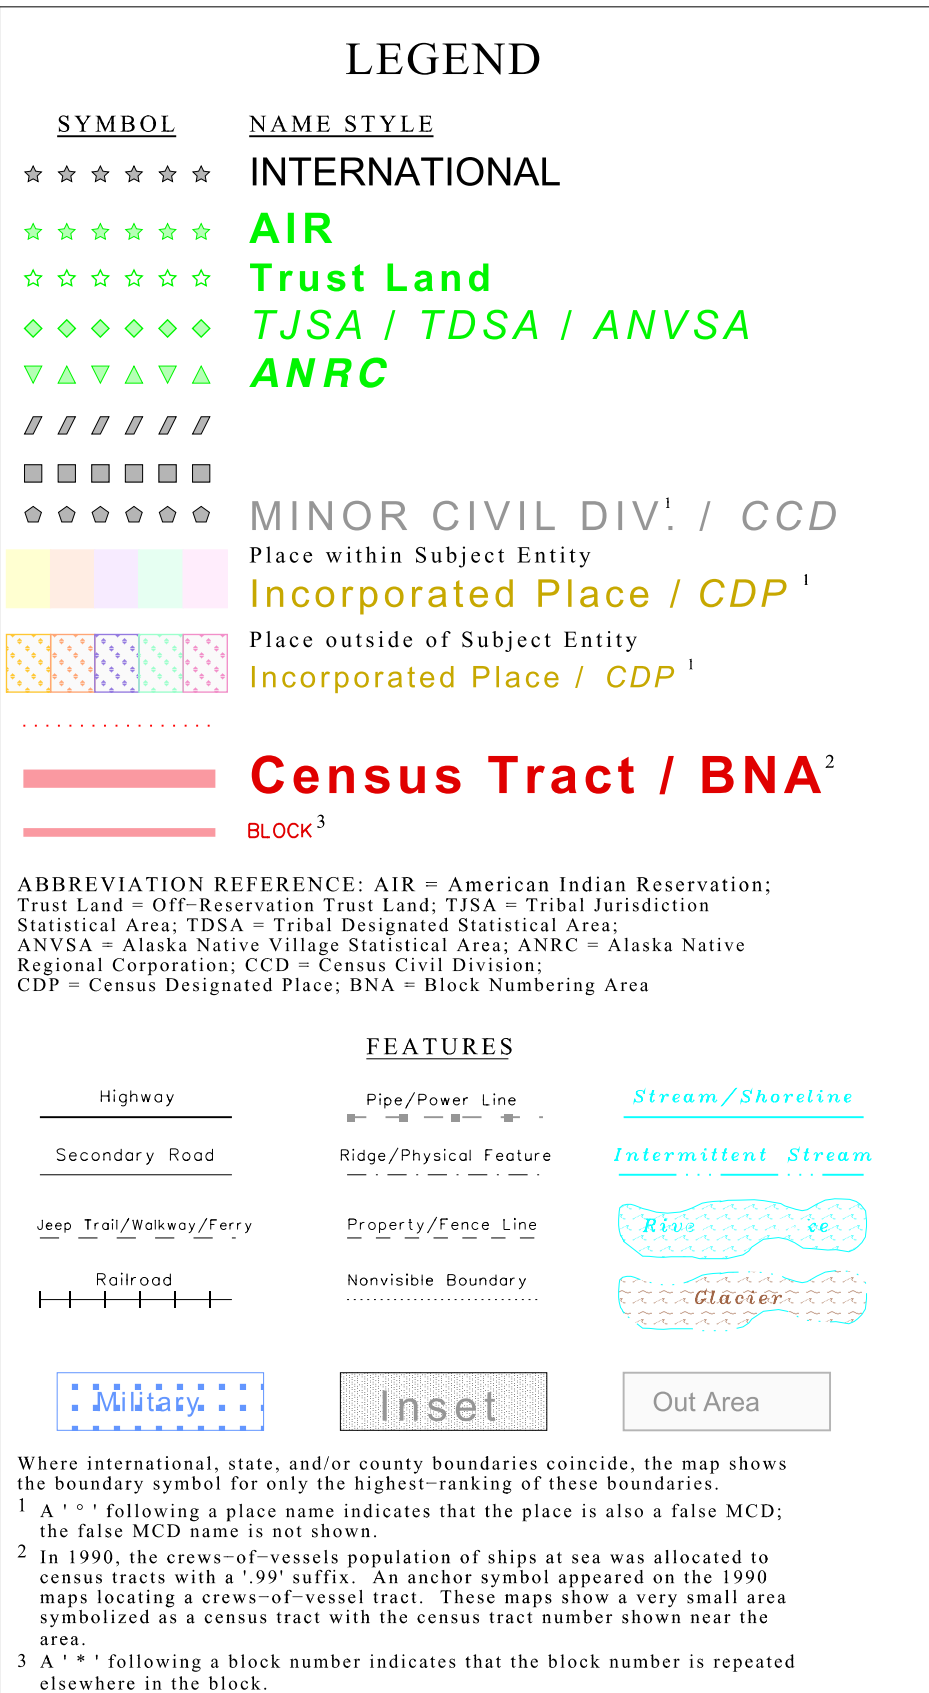 LEGEND
SYMBOL NAME STYLE
INTERNATIONAL
AIR
Trust Land
TJSA / TDSA / ANVSA
ANRC
MINOR CIVIL DIV.¹ / CCD
Place within Subject Entity
Incorporated Place / CDP ¹
Place outside of Subject Entity
Incorporated Place / CDP ¹
Census Tract / BNA²
BLOCK³
ABBREVIATION REFERENCE: AIR = American Indian Reservation;
Trust Land = Off−Reservation Trust Land; TJSA = Tribal Jurisdiction
Statistical Area; TDSA = Tribal Designated Statistical Area;
ANVSA = Alaska Native Village Statistical Area; ANRC = Alaska Native
Regional Corporation; CCD = Census Civil Division;
CDP = Census Designated Place; BNA = Block Numbering Area
FEATURES
Highway Pipe/Power Line Stream/Shoreline
Secondary Road Ridge/Physical Feature Intermittent Stream
Jeep Trail/Walkway/Ferry Property/Fence Line Rive ce
Railroad Nonvisible Boundary Glacier
Military Inset Out Area
Where international, state, and/or county boundaries coincide, the map shows
the boundary symbol for only the highest−ranking of these boundaries.
1 A ' ° ' following a place name indicates that the place is also a false MCD;
the false MCD name is not shown.
2 In 1990, the crews−of−vessels population of ships at sea was allocated to
census tracts with a '.99' suffix. An anchor symbol appeared on the 1990
maps locating a crews−of−vessel tract. These maps show a very small area
symbolized as a census tract with the census tract number shown near the
area.
3 A ' * ' following a block number indicates that the block number is repeated
elsewhere in the block.